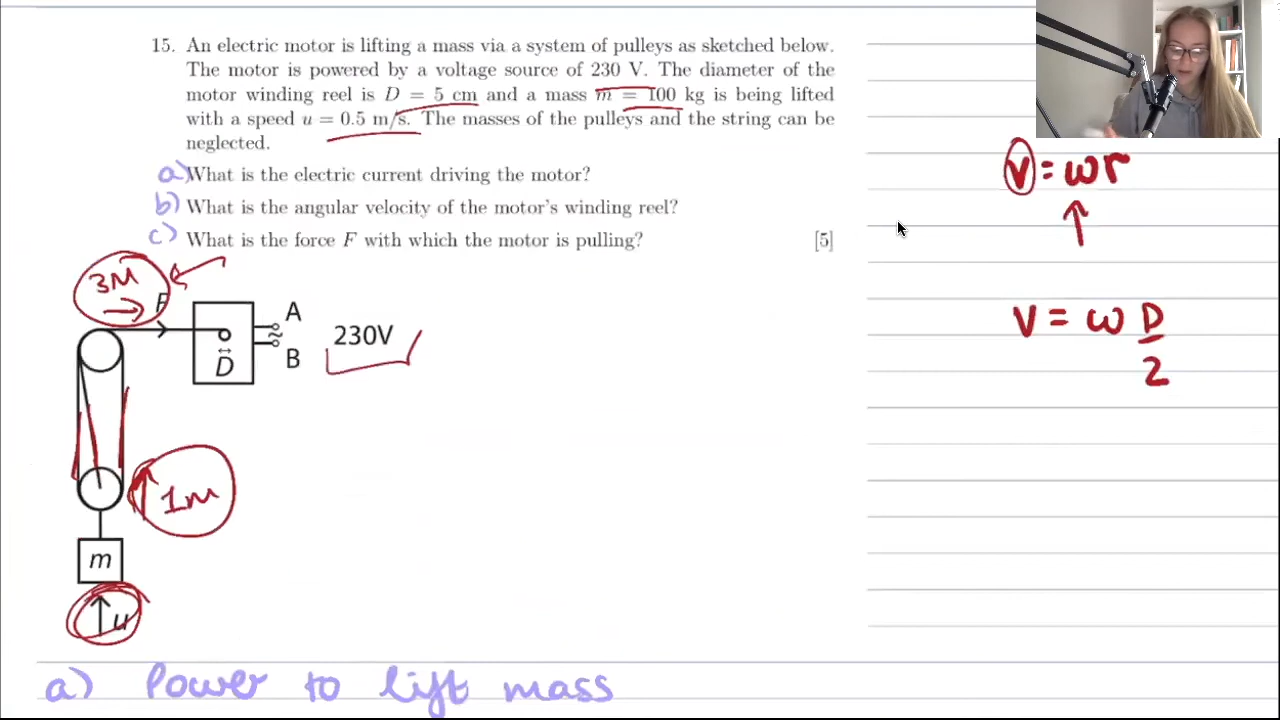 15. An electric motor is lifting a mass via a system of pulleys as sketched below.
The motor is powered by a voltage source of 230 V. The diameter of the
motor winding reel is D = 5 cm and a mass m = 100 kg is being lifted
with a speed u = 0.5 m/s. The masses of the pulleys and the string can be
neglected.
a) What is the electric current driving the motor?
b) What is the angular velocity of the motor's winding reel?
c) What is the force F with which the motor is pulling? [5]
v = ωr
v = ω D
2
3M
F
A
230V
B
D
1m
m
u
a) Power to lift mass